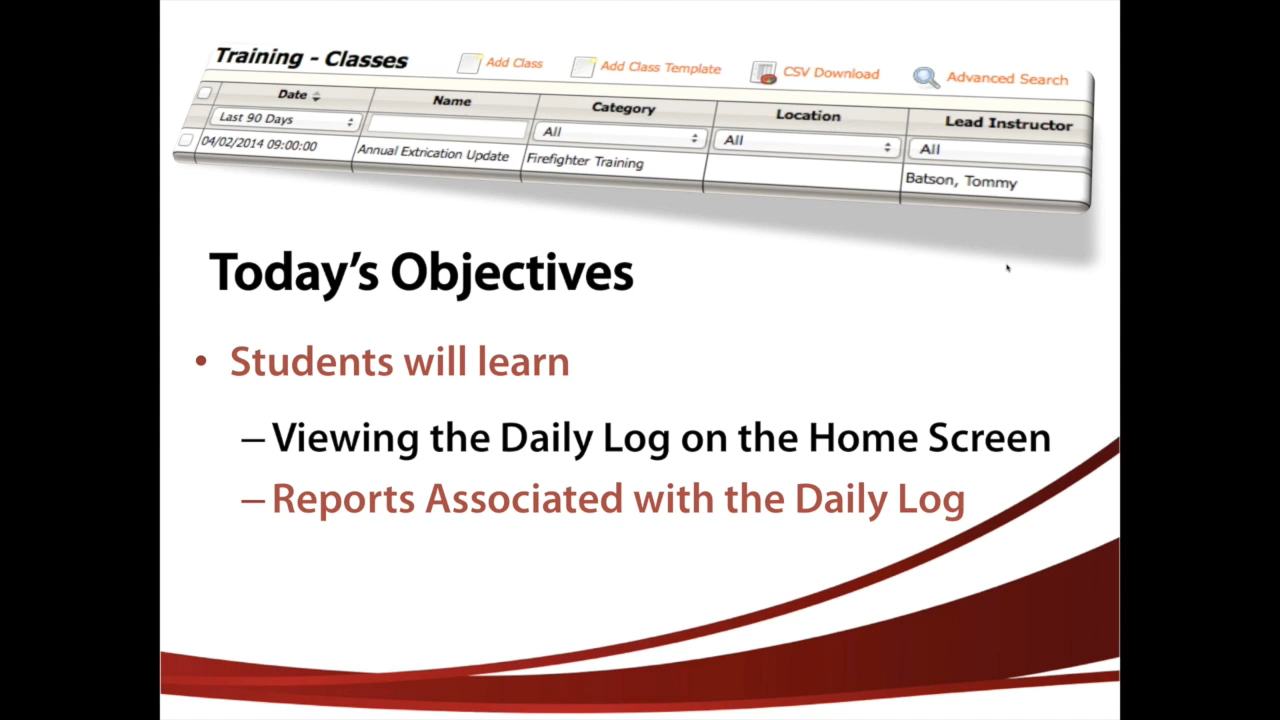 Training - Classes
Add Class
Add Class Template
CSV Download
Advanced Search
Date
Name
Category
Location
Lead Instructor
Last 90 Days
All
All
All
04/02/2014 09:00:00
Annual Extrication Update
Firefighter Training
Batson, Tommy
Today's Objectives
• Students will learn
– Viewing the Daily Log on the Home Screen
– Reports Associated with the Daily Log